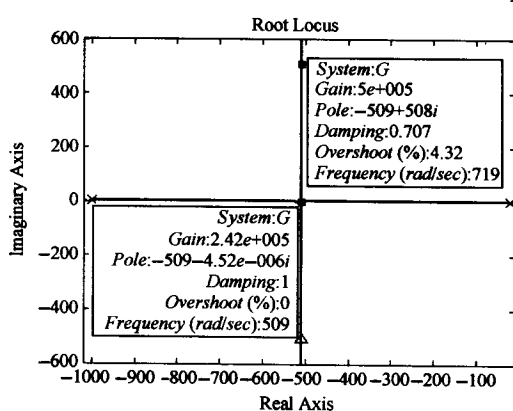 Root Locus
Imaginary Axis
600
400
200
0
−200
−400
−600
System:G
Gain:5e+005
Pole:−509+508i
Damping:0.707
Overshoot (%):4.32
Frequency (rad/sec):719
System:G
Gain:2.42e+005
Pole:−509−4.52e−006i
Damping:1
Overshoot (%):0
Frequency (rad/sec):509
−1000 −900 −800 −700 −600 −500 −400 −300 −200 −100
Real Axis